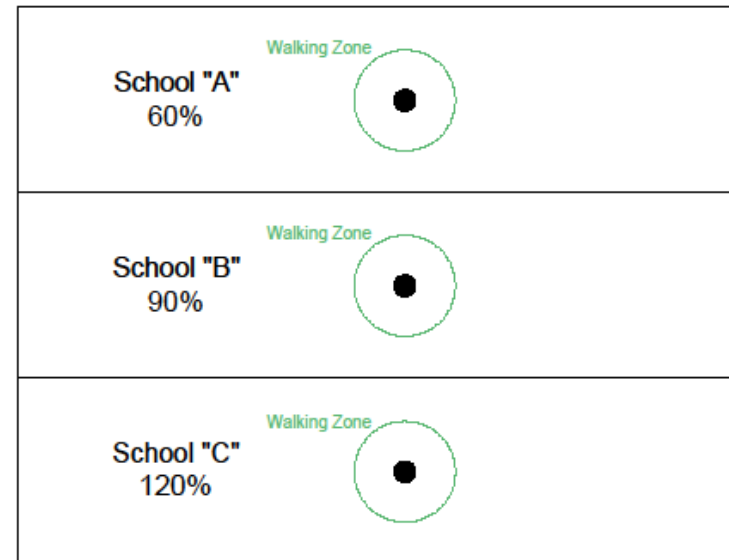 Walking Zone
School "A"
60%
Walking Zone
School "B"
90%
Walking Zone
School "C"
120%